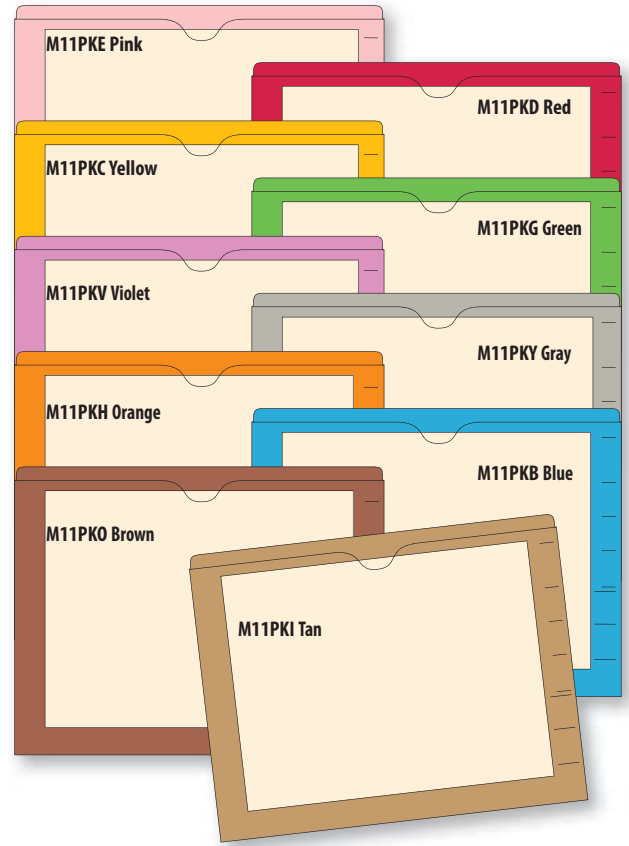 M11PKE Pink
M11PKD Red
M11PKC Yellow
M11PKG Green
M11PKV Violet
M11PKY Gray
M11PKH Orange
M11PKB Blue
M11PKO Brown
M11PKI Tan